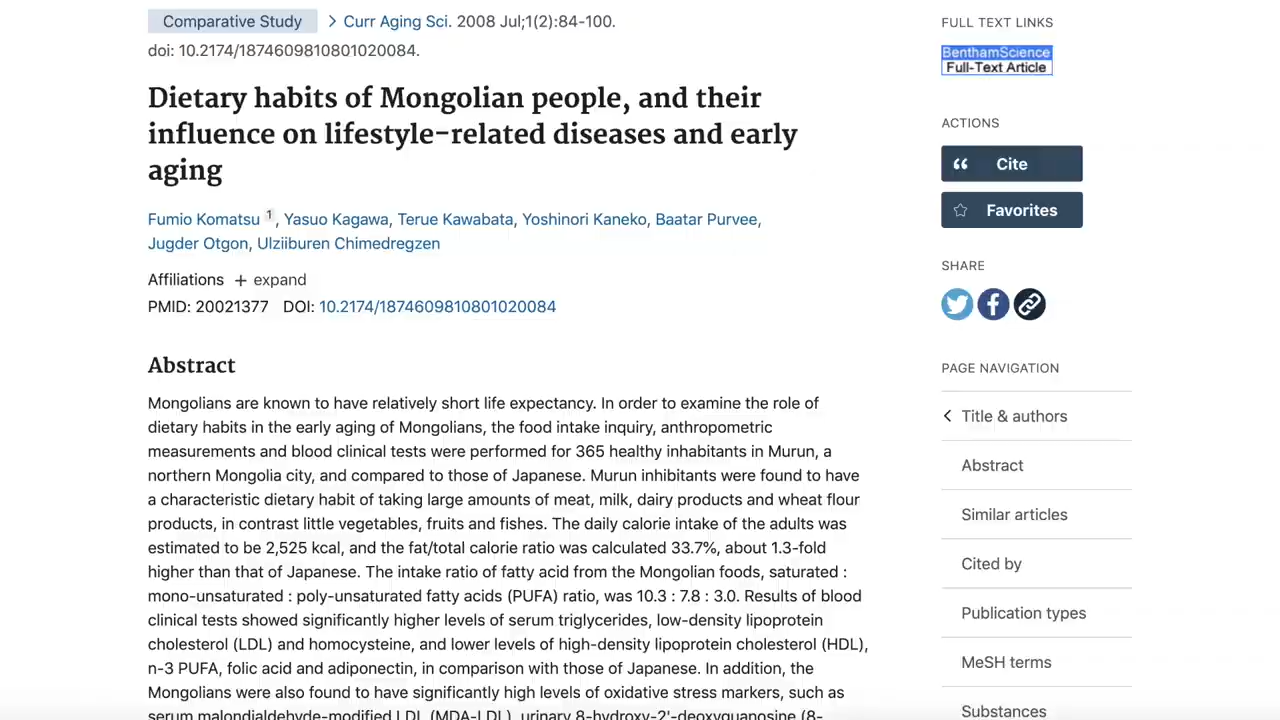 Comparative Study > Curr Aging Sci. 2008 Jul;1(2):84-100.
doi: 10.2174/1874609810801020084.
Dietary habits of Mongolian people, and their
influence on lifestyle-related diseases and early
aging
Fumio Komatsu 1, Yasuo Kagawa, Terue Kawabata, Yoshinori Kaneko, Baatar Purvee,
Jugder Otgon, Ulziiburen Chimedregzen
Affiliations + expand
PMID: 20021377 DOI: 10.2174/1874609810801020084
Abstract
Mongolians are known to have relatively short life expectancy. In order to examine the role of
dietary habits in the early aging of Mongolians, the food intake inquiry, anthropometric
measurements and blood clinical tests were performed for 365 healthy inhabitants in Murun, a
northern Mongolia city, and compared to those of Japanese. Murun inhibitants were found to have
a characteristic dietary habit of taking large amounts of meat, milk, dairy products and wheat flour
products, in contrast little vegetables, fruits and fishes. The daily calorie intake of the adults was
estimated to be 2,525 kcal, and the fat/total calorie ratio was calculated 33.7%, about 1.3-fold
higher than that of Japanese. The intake ratio of fatty acid from the Mongolian foods, saturated :
mono-unsaturated : poly-unsaturated fatty acids (PUFA) ratio, was 10.3 : 7.8 : 3.0. Results of blood
clinical tests showed significantly higher levels of serum triglycerides, low-density lipoprotein
cholesterol (LDL) and homocysteine, and lower levels of high-density lipoprotein cholesterol (HDL),
n-3 PUFA, folic acid and adiponectin, in comparison with those of Japanese. In addition, the
Mongolians were also found to have significantly high levels of oxidative stress markers, such as
serum malondialdehyde-modified LDL (MDA-LDL), urinary 8-hydroxy-2'-deoxyguanosine (8-
FULL TEXT LINKS
BenthamScience
Full-Text Article
ACTIONS
Cite
Favorites
SHARE
PAGE NAVIGATION
Title & authors
Abstract
Similar articles
Cited by
Publication types
MeSH terms
Substances